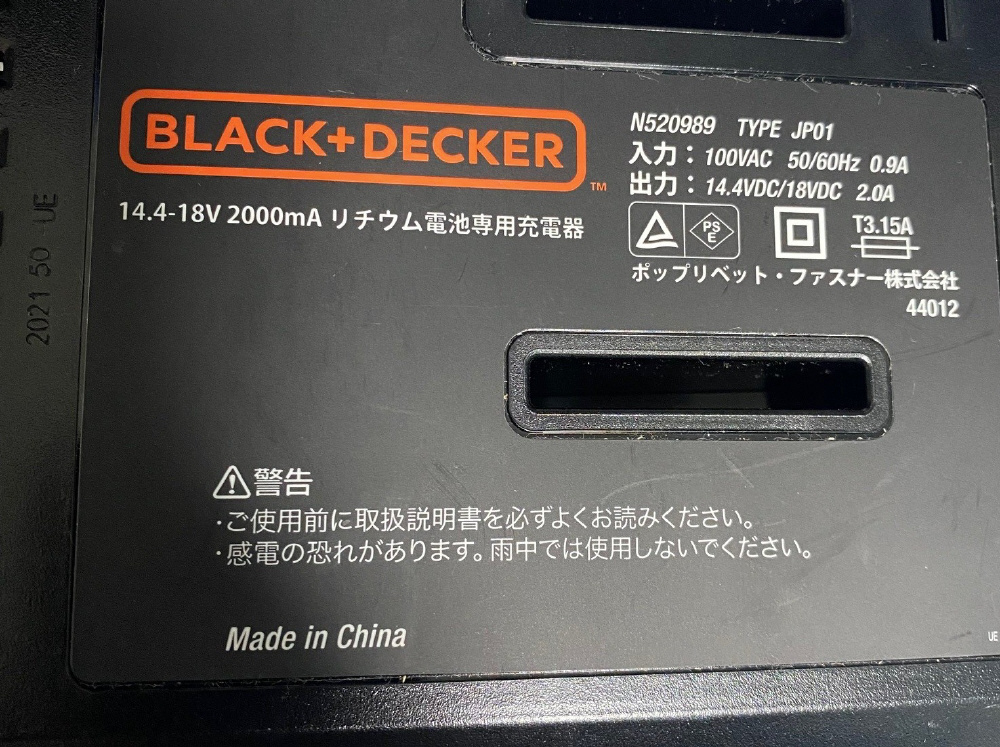 BLACK+DECKER
™
14.4-18V 2000mA リチウム電池専用充電器
N520989 TYPE JP01
入力：100VAC 50/60Hz 0.9A
出力：14.4VDC/18VDC 2.0A
PS
E
T3.15A
ポップリベット・ファスナー株式会社
44012
2021 50 UE
警告
・ご使用前に取扱説明書を必ずよくお読みください。
・感電の恐れがあります。雨中では使用しないでください。
Made in China
UE